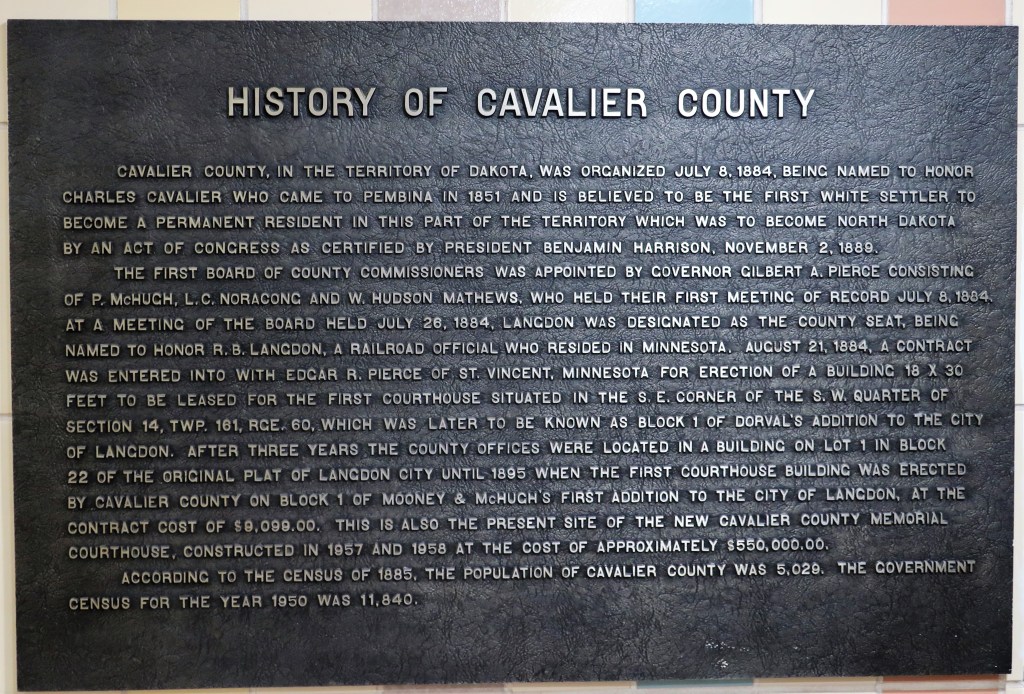 HISTORY OF CAVALIER COUNTY
CAVALIER COUNTY, IN THE TERRITORY OF DAKOTA, WAS ORGANIZED JULY 8, 1884, BEING NAMED TO HONOR
CHARLES CAVALIER WHO CAME TO PEMBINA IN 1851 AND IS BELIEVED TO BE THE FIRST WHITE SETTLER TO
BECOME A PERMANENT RESIDENT IN THIS PART OF THE TERRITORY WHICH WAS TO BECOME NORTH DAKOTA
BY AN ACT OF CONGRESS AS CERTIFIED BY PRESIDENT BENJAMIN HARRISON, NOVEMBER 2, 1889.
THE FIRST BOARD OF COUNTY COMMISSIONERS WAS APPOINTED BY GOVERNOR GILBERT A. PIERCE CONSISTING
OF P. McHUGH, L. C. NORACONG AND W. HUDSON MATHEWS, WHO HELD THEIR FIRST MEETING OF RECORD JULY 8, 1884.
AT A MEETING OF THE BOARD HELD JULY 26, 1884, LANGDON WAS DESIGNATED AS THE COUNTY SEAT, BEING
NAMED TO HONOR R. B. LANGDON, A RAILROAD OFFICIAL WHO RESIDED IN MINNESOTA. AUGUST 21, 1884, A CONTRACT
WAS ENTERED INTO WITH EDGAR R. PIERCE OF ST. VINCENT, MINNESOTA FOR ERECTION OF A BUILDING 18 X 30
FEET TO BE LEASED FOR THE FIRST COURTHOUSE SITUATED IN THE S. E. CORNER OF THE S. W. QUARTER OF
SECTION 14, TWP. 161, RGE. 60, WHICH WAS LATER TO BE KNOWN AS BLOCK 1 OF DORVAL'S ADDITION TO THE CITY
OF LANGDON. AFTER THREE YEARS THE COUNTY OFFICES WERE LOCATED IN A BUILDING ON LOT 1 IN BLOCK
22 OF THE ORIGINAL PLAT OF LANGDON CITY UNTIL 1895 WHEN THE FIRST COURTHOUSE BUILDING WAS ERECTED
BY CAVALIER COUNTY ON BLOCK 1 OF MOONEY & McHUGH'S FIRST ADDITION TO THE CITY OF LANGDON, AT THE
CONTRACT COST OF $9,099.00. THIS IS ALSO THE PRESENT SITE OF THE NEW CAVALIER COUNTY MEMORIAL
COURTHOUSE, CONSTRUCTED IN 1957 AND 1958 AT THE COST OF APPROXIMATELY $550,000.00.
ACCORDING TO THE CENSUS OF 1885, THE POPULATION OF CAVALIER COUNTY WAS 5,029. THE GOVERNMENT
CENSUS FOR THE YEAR 1950 WAS 11,840.